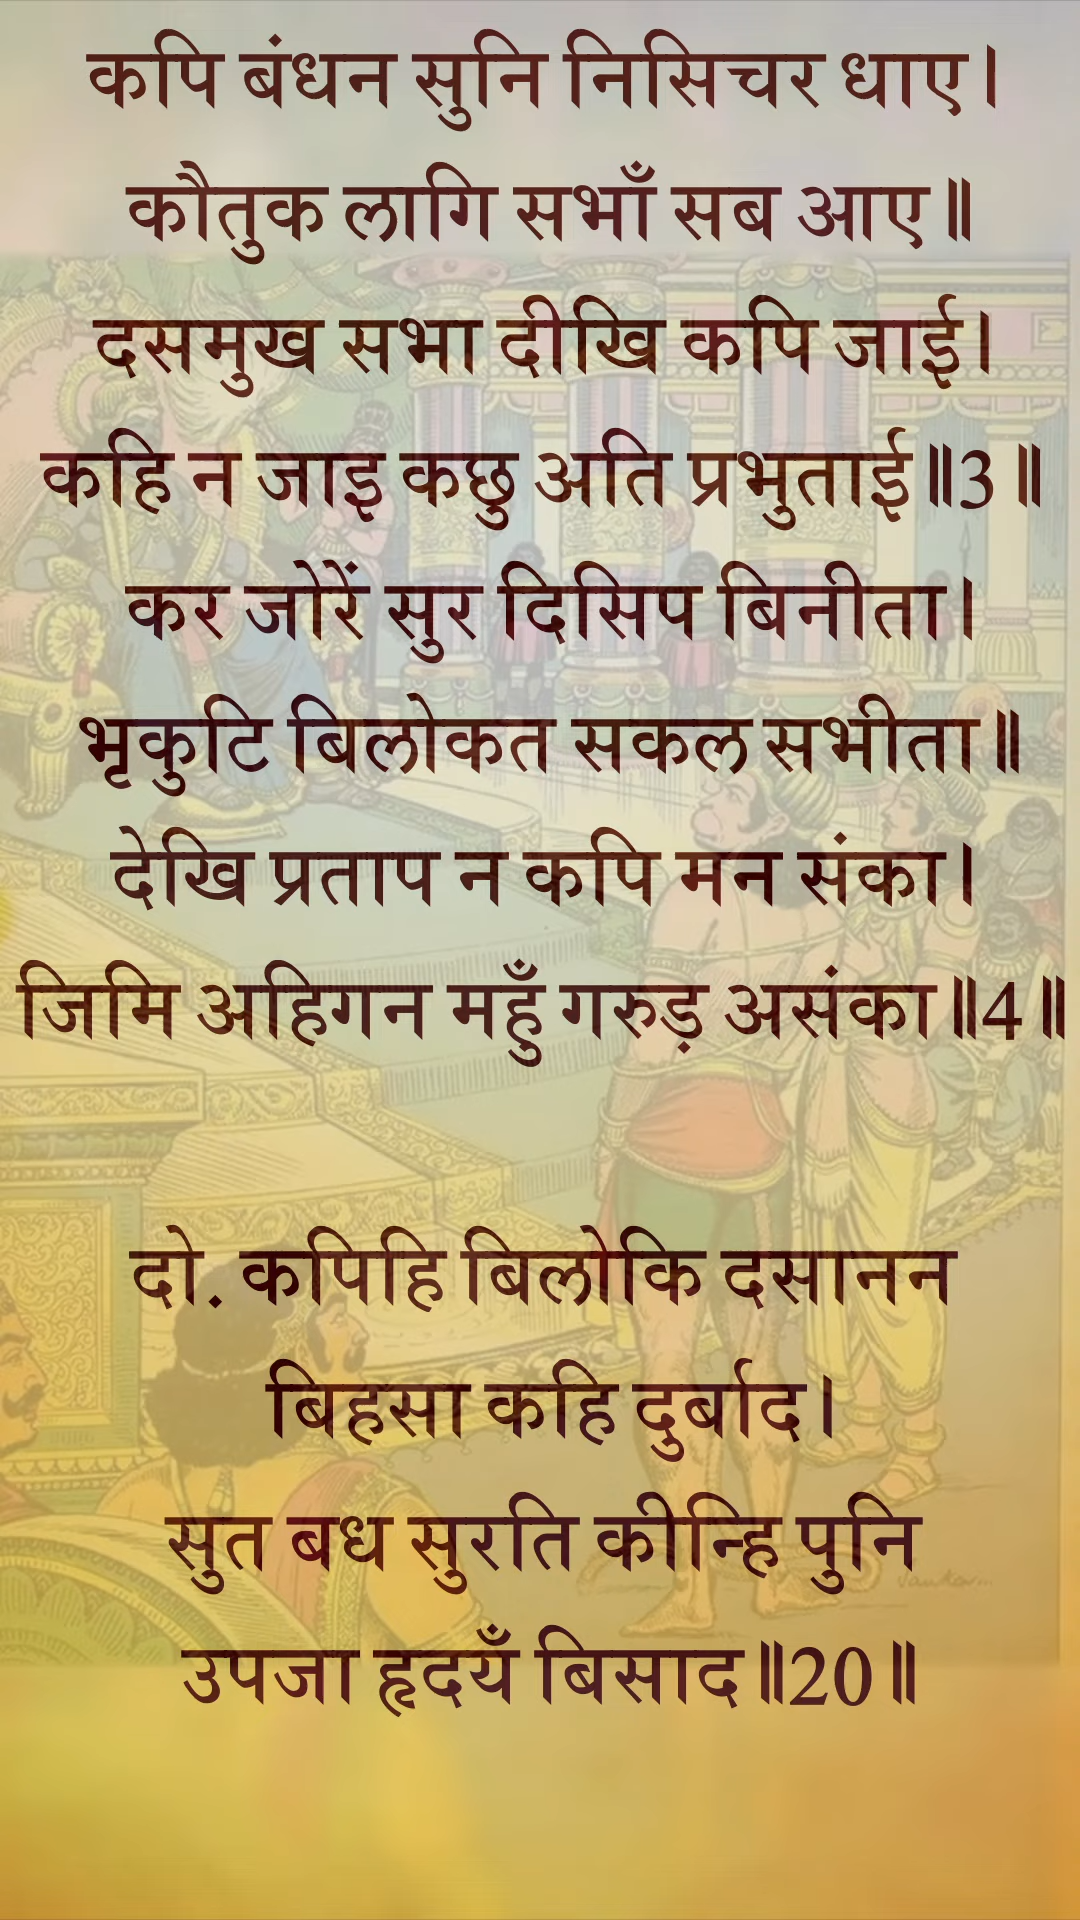 कपि बंधन सुनि निसिचर धाए।
कौतुक लागि सभाँ सब आए॥
दसमुख सभा दीखि कपि जाई।
कहि न जाइ कछु अति प्रभुताई॥3॥
कर जोरें सुर दिसिप बिनीता।
भृकुटि बिलोकत सकल सभीता॥
देखि प्रताप न कपि मन संका।
जिमि अहिगन महुँ गरुड़ असंका॥4॥
दो. कपिहि बिलोकि दसानन
बिहसा कहि दुर्बाद।
सुत बध सुरति कीन्हि पुनि
उपजा हृदयँ बिसाद॥20॥